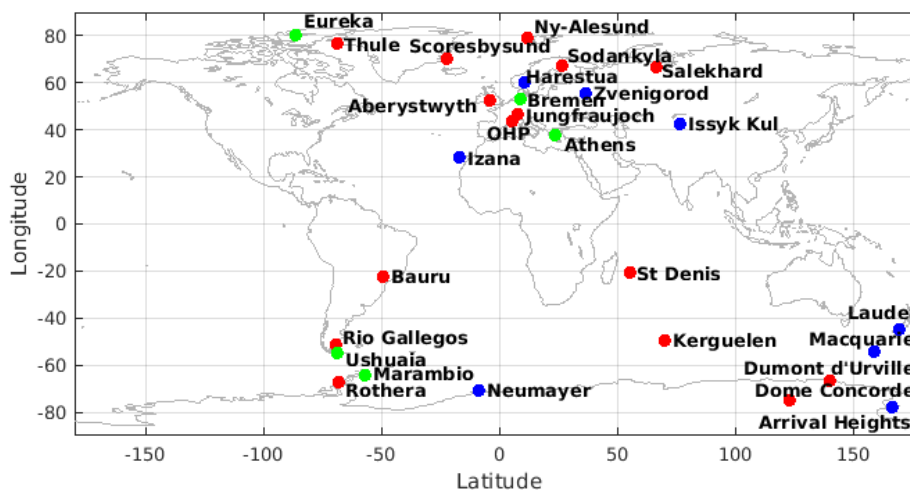 Eureka
Ny-Alesund
Thule
Scoresbysund
Sodankyla
Salekhard
Harestua
Zvenigorod
Aberystwyth
Bremen
Jungfraujoch
OHP
Issyk Kul
Athens
Izana
Bauru
St Denis
Laude
Rio Gallegos
Kerguelen
Macquarie
Ushuaia
Marambio
Dumont d'Urville
Rothera
Neumayer
Dome Concorde
Arrival Heights
80
60
40
20
0
-20
-40
-60
-80
Longitude
-150
-100
-50
0
50
100
150
Latitude